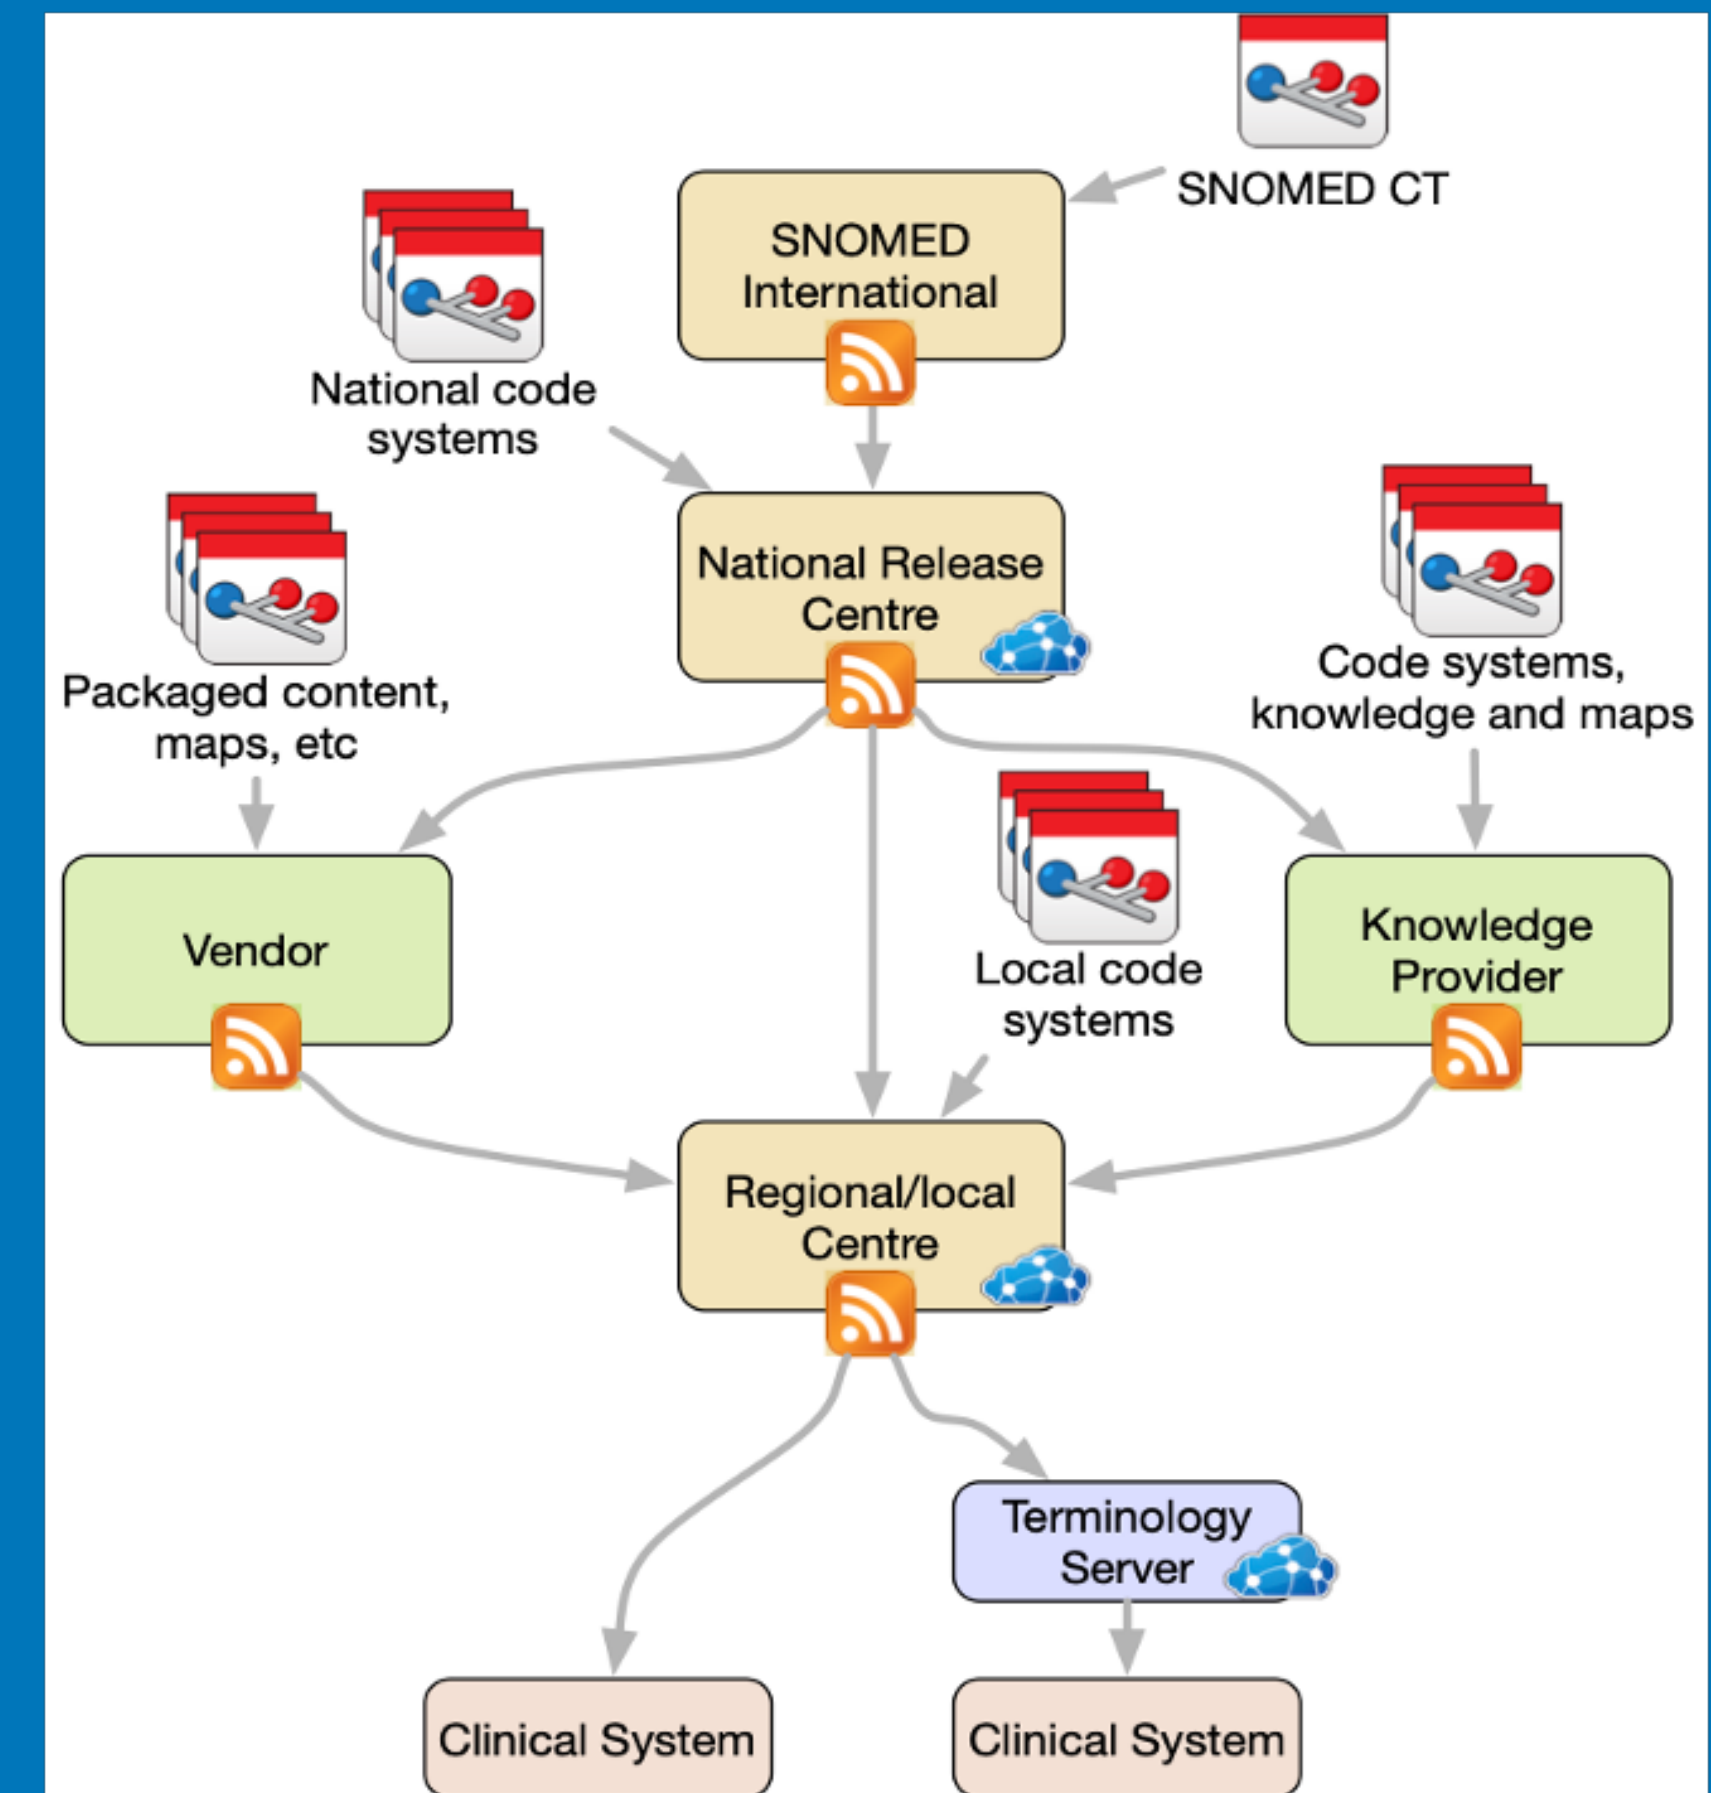 SNOMED CT
SNOMED
International
National code
systems
National Release
Centre
Code systems,
knowledge and maps
Packaged content,
maps, etc
Vendor
Local code
systems
Knowledge
Provider
Regional/local
Centre
Terminology
Server
Clinical System
Clinical System